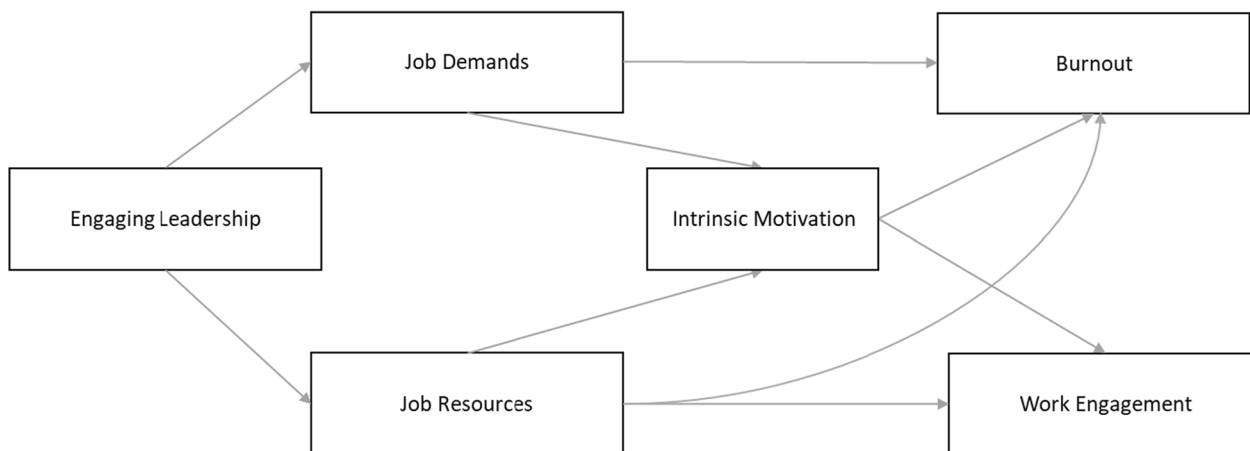 Job Demands
Burnout
Engaging Leadership
Intrinsic Motivation
Job Resources
Work Engagement